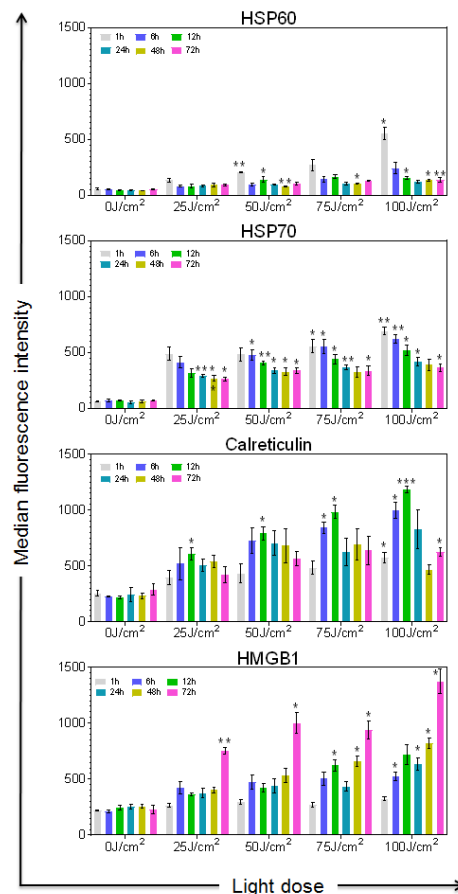 HSP60
1500
1h 6h 12h
24h 48h 72h
1000
500
0
* ** * ** * * * * **
0J/cm² 25J/cm² 50J/cm² 75J/cm² 100J/cm²
HSP70
1500
1h 6h 12h
24h 48h 72h
1000
500
0
0J/cm² 25J/cm² 50J/cm² 75J/cm² 100J/cm²
Calreticulin
1500
1h 6h 12h
24h 48h 72h
1000
500
0
0J/cm² 25J/cm² 50J/cm² 75J/cm² 100J/cm²
HMGB1
1500
1h 6h 12h
24h 48h 72h
1000
500
0
0J/cm² 25J/cm² 50J/cm² 75J/cm² 100J/cm²
Median fluorescence intensity
Light dose